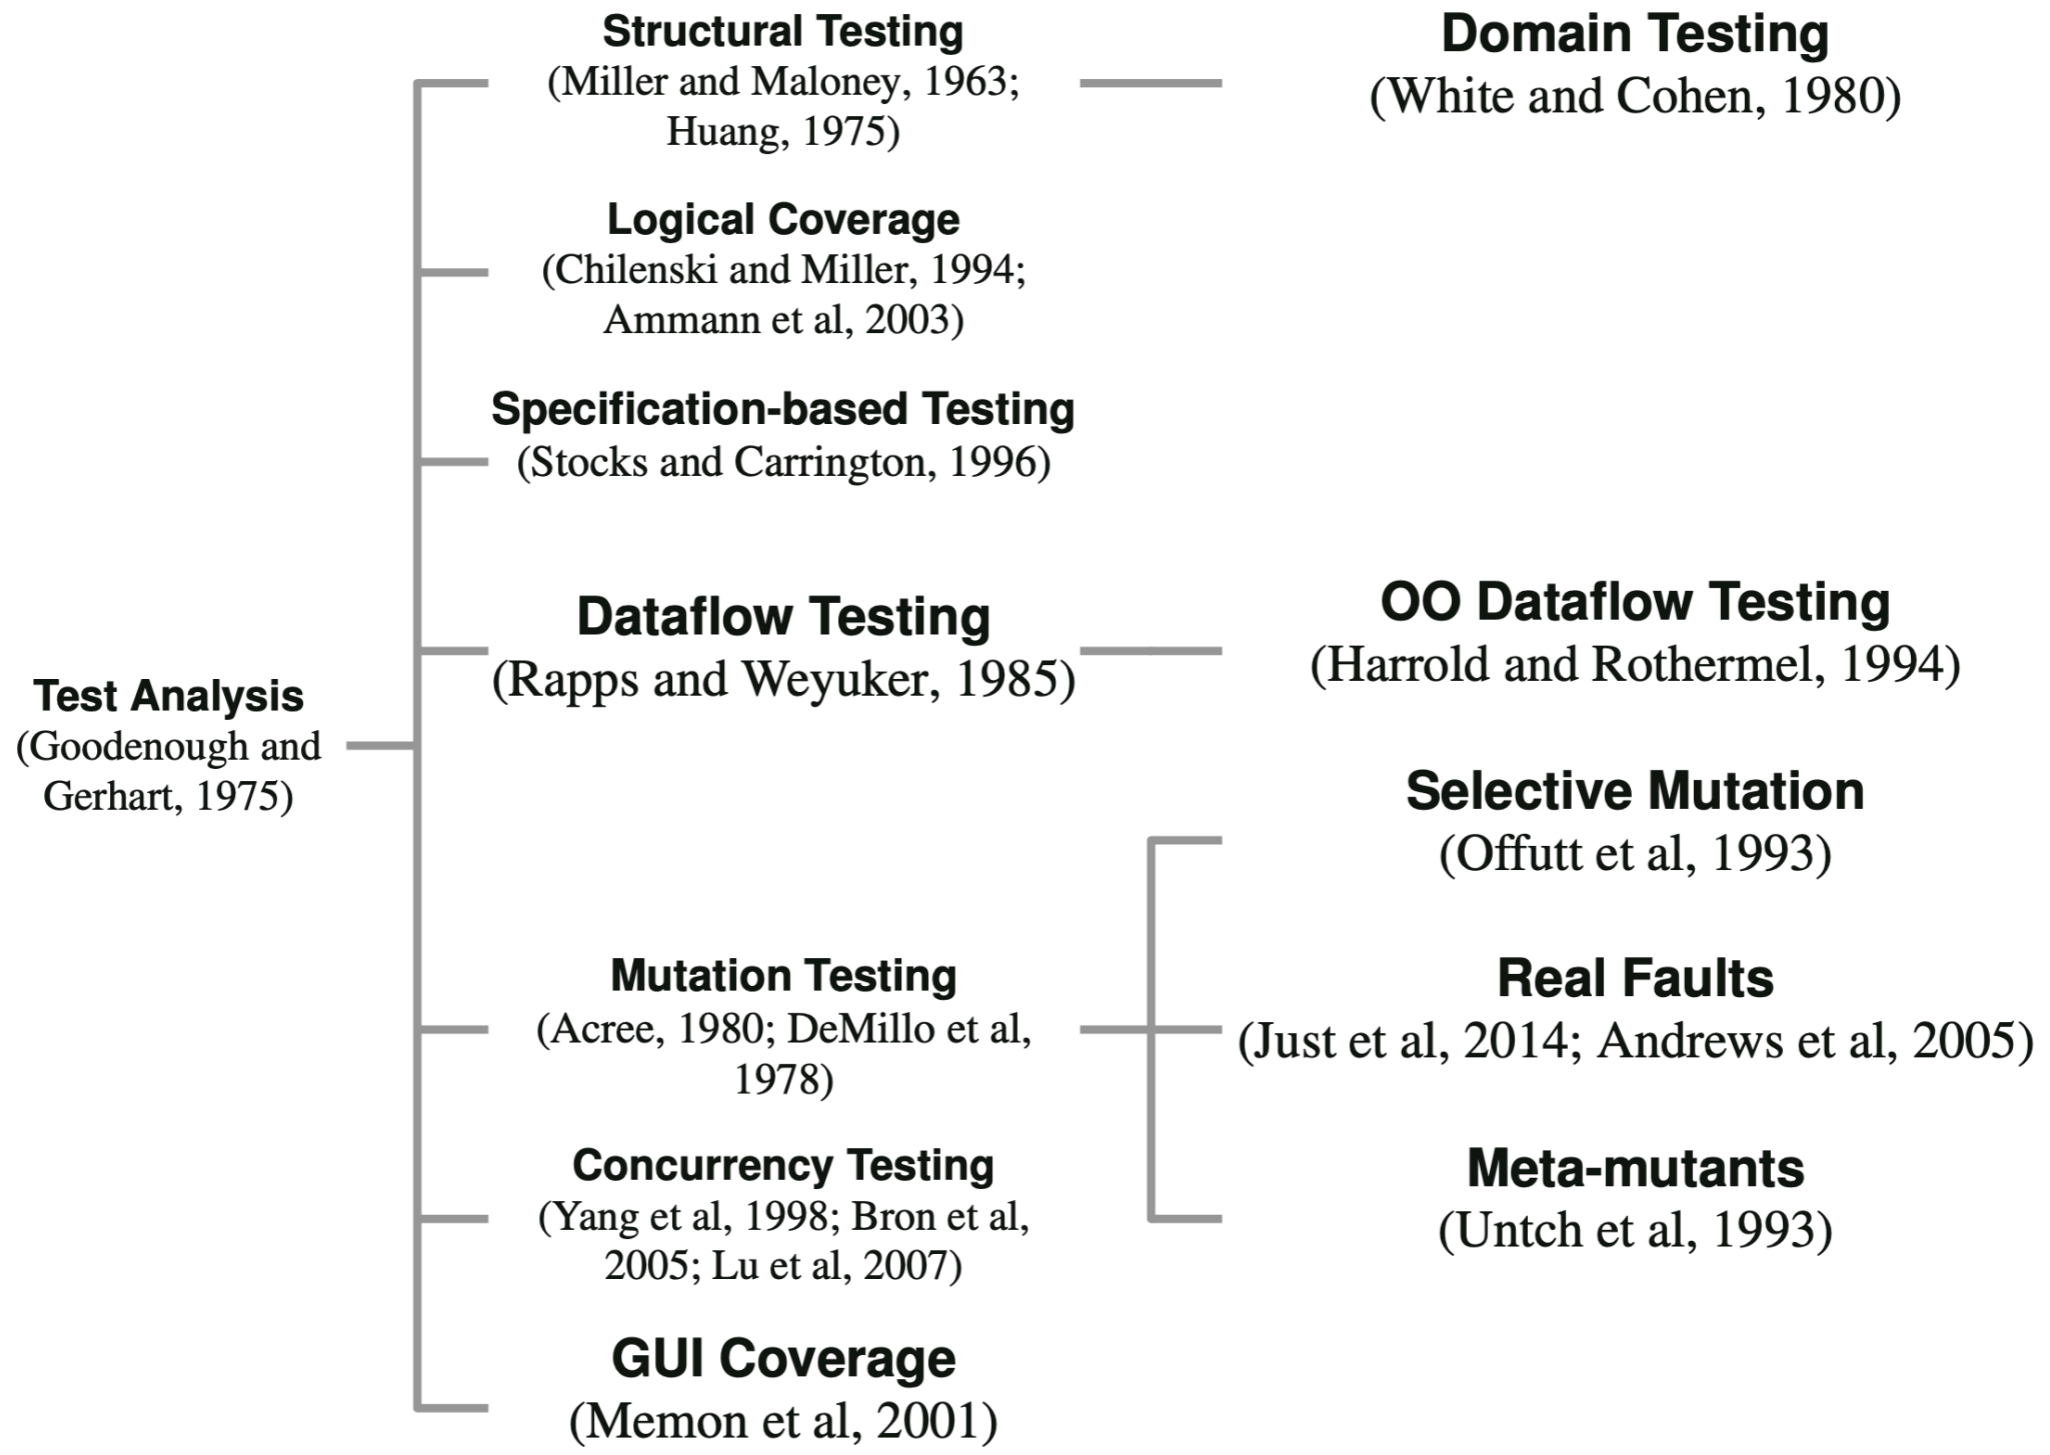 Test Analysis
(Goodenough and
Gerhart, 1975)
Structural Testing
(Miller and Maloney, 1963;
Huang, 1975)
Domain Testing
(White and Cohen, 1980)
Logical Coverage
(Chilenski and Miller, 1994;
Ammann et al, 2003)
Specification-based Testing
(Stocks and Carrington, 1996)
Dataflow Testing
(Rapps and Weyuker, 1985)
OO Dataflow Testing
(Harrold and Rothermel, 1994)
Mutation Testing
(Acree, 1980; DeMillo et al,
1978)
Selective Mutation
(Offutt et al, 1993)
Real Faults
(Just et al, 2014; Andrews et al, 2005)
Meta-mutants
(Untch et al, 1993)
Concurrency Testing
(Yang et al, 1998; Bron et al,
2005; Lu et al, 2007)
GUI Coverage
(Memon et al, 2001)